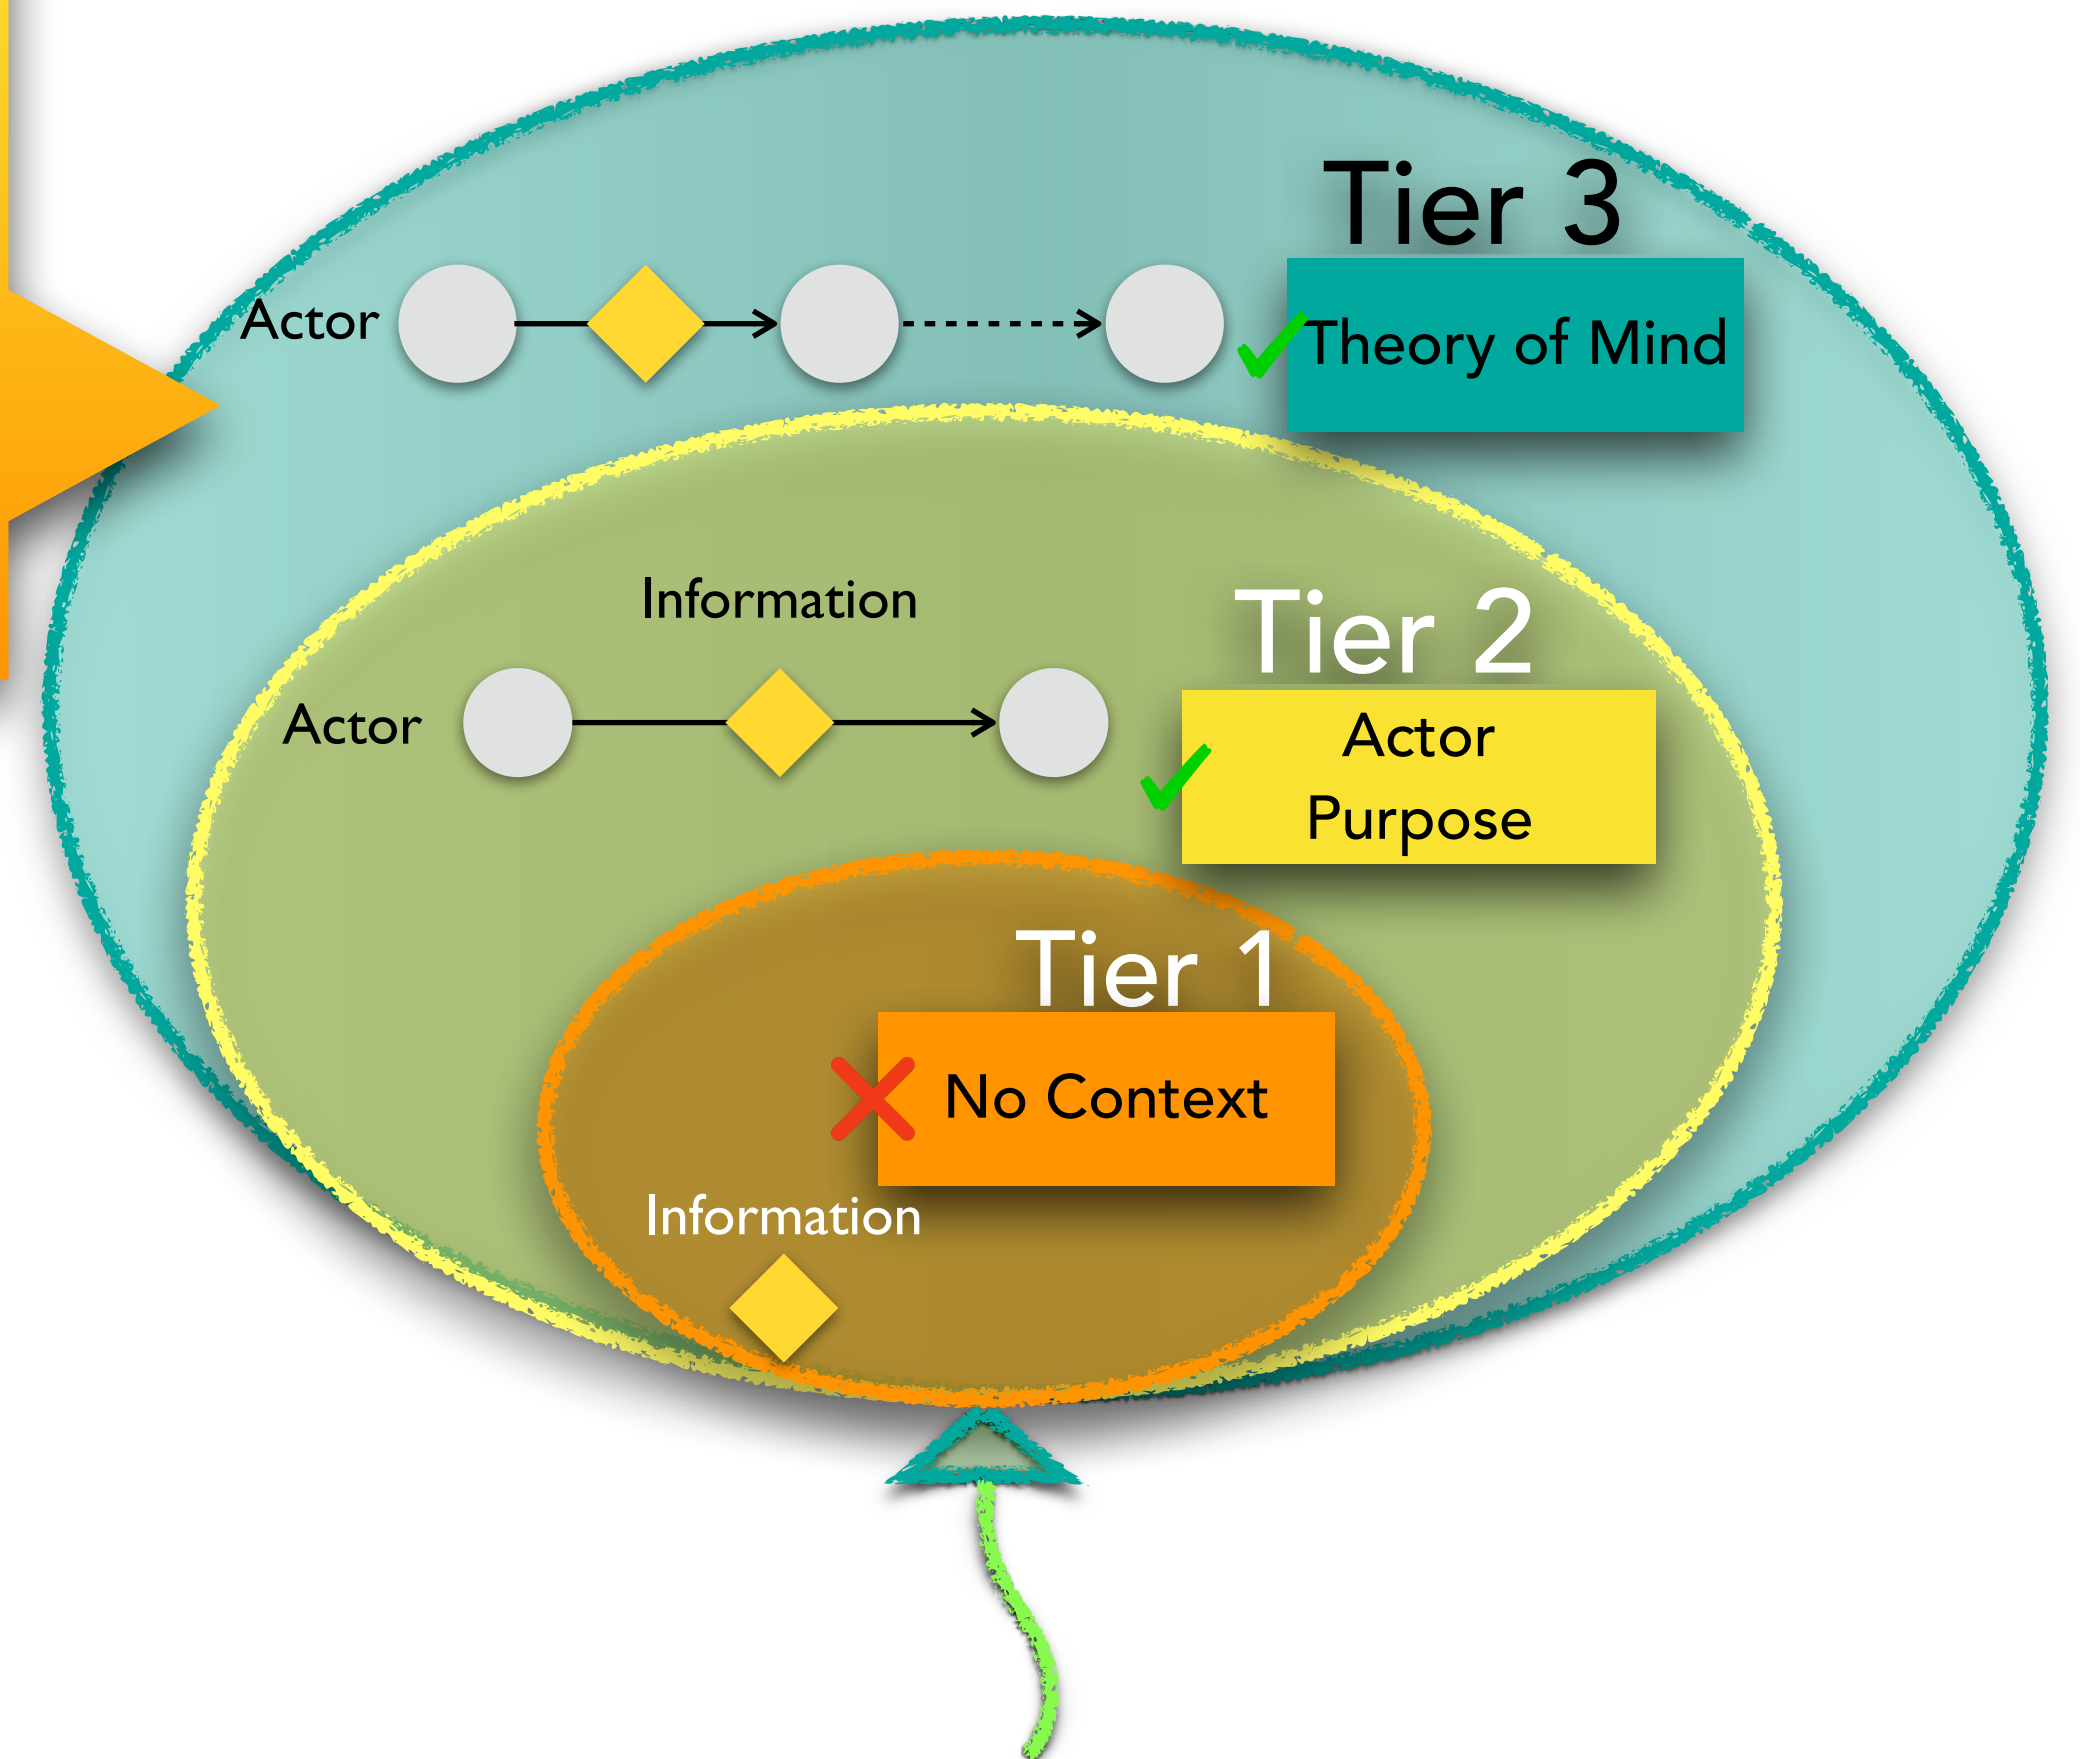 Tier 3
Actor
Theory of Mind
Information
Tier 2
Actor
Actor
Purpose
Tier 1
No Context
Information